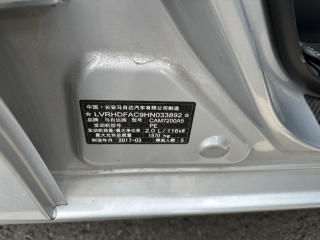 中国·长安马自达汽车有限公司制造
☆LVRHDFAC9HN033892☆
品牌 马自达牌 型号 CAM7200A5
发动机型号 PE
发动机排量/最大净功率 2.0 L/116kW
最大允许总质量 1870 kg
制造年月 2017-03 乘坐人数 5